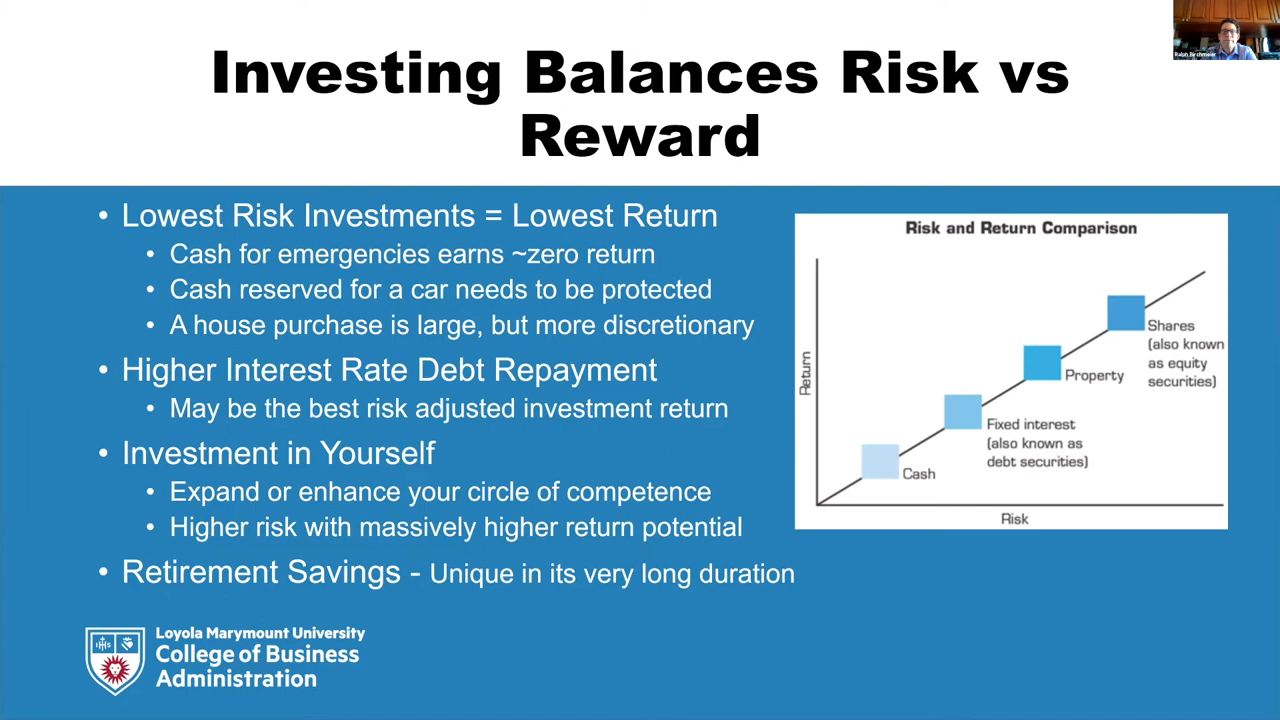 Investing Balances Risk vs
Reward
• Lowest Risk Investments = Lowest Return
• Cash for emergencies earns ~zero return
• Cash reserved for a car needs to be protected
• A house purchase is large, but more discretionary
• Higher Interest Rate Debt Repayment
• May be the best risk adjusted investment return
• Investment in Yourself
• Expand or enhance your circle of competence
• Higher risk with massively higher return potential
• Retirement Savings - Unique in its very long duration
Risk and Return Comparison
Return
Shares
(also known
as equity
securities)
Property
Fixed interest
(also known as
debt securities)
Cash
Risk
IHS
Loyola Marymount University
College of Business
Administration
Ralph Birchmeier